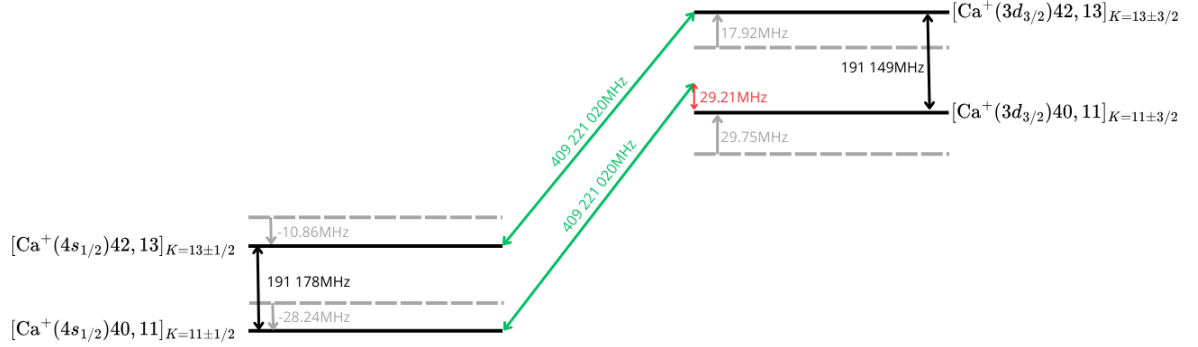 [Ca⁺(3d₃/₂)42, 13]K=13±3/2
17.92MHz
191 149MHz
409 221 020MHz
29.21MHz
[Ca⁺(3d₃/₂)40, 11]K=11±3/2
29.75MHz
409 221 020MHz
-10.86MHz
[Ca⁺(4s₁/₂)42, 13]K=13±1/2
191 178MHz
-28.24MHz
[Ca⁺(4s₁/₂)40, 11]K=11±1/2